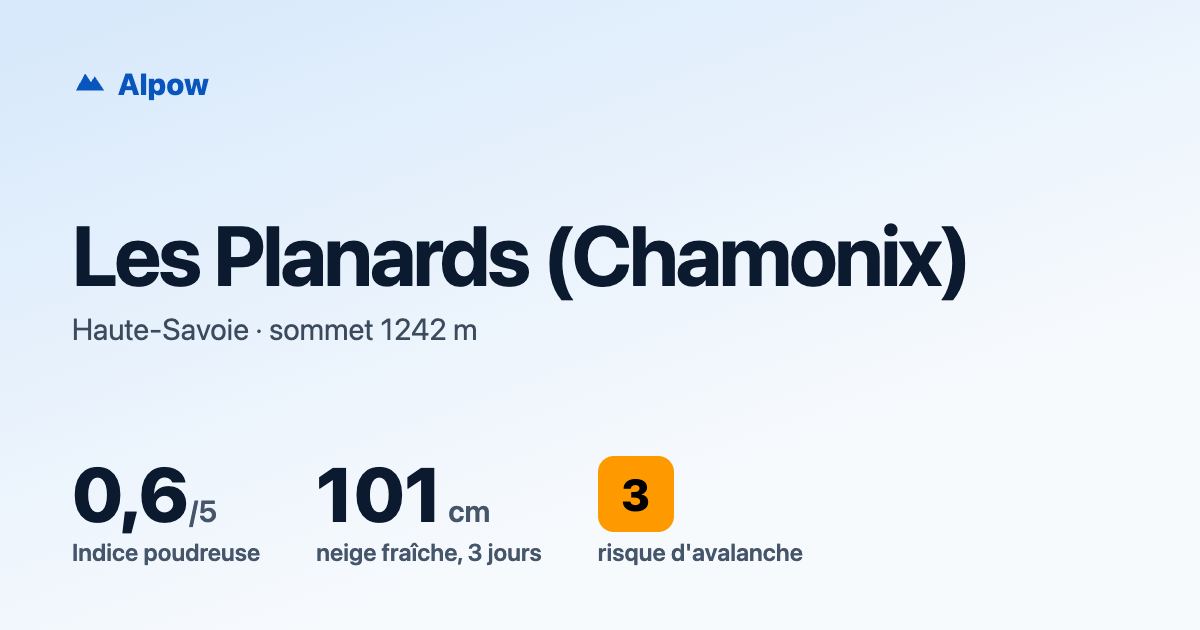 Alpow
Les Planards (Chamonix)
Haute-Savoie · sommet 1242 m
0,6/5
Indice poudreuse
101 cm
neige fraîche, 3 jours
3
risque d'avalanche